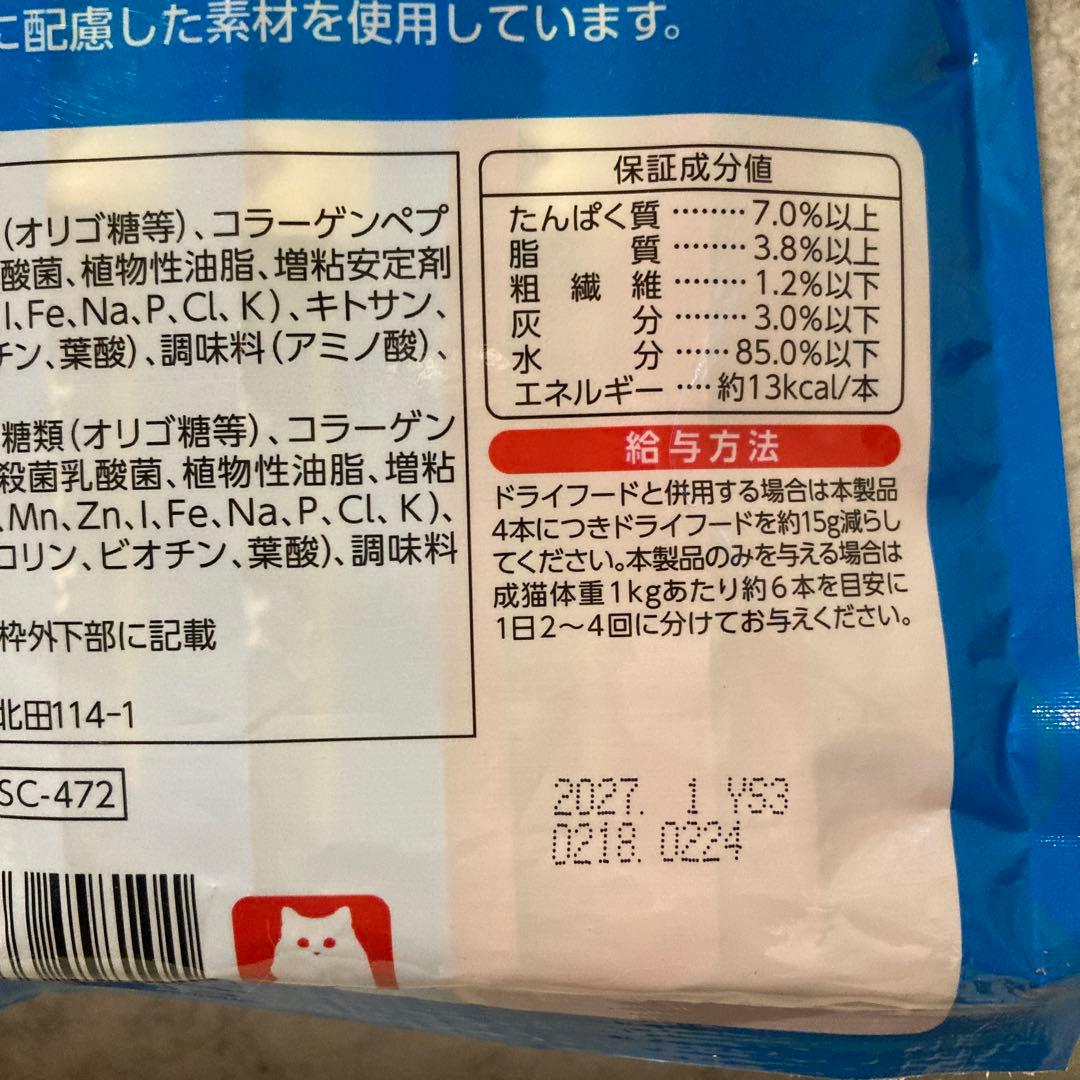 に配慮した素材を使用しています。
(オリゴ糖等)、コラーゲンペプ
酸菌、植物性油脂、増粘安定剤
I、Fe、Na、P、Cl、K)、キトサン、
チン、葉酸)、調味料(アミノ酸)、
糖類(オリゴ糖等)、コラーゲン
殺菌乳酸菌、植物性油脂、増粘
、Mn、Zn、I、Fe、Na、P、Cl、K)、
コリン、ビオチン、葉酸)、調味料
枠外下部に記載
北田114-1
SC-472
保証成分値
たんぱく質 ········ 7.0%以上
脂質 ········ 3.8%以上
粗繊維 ········ 1.2%以下
灰分 ········ 3.0%以下
水分 ······ 85.0%以下
エネルギー ···· 約13kcal/本
給与方法
ドライフードと併用する場合は本製品
4本につきドライフードを約15g減らし
てください。本製品のみを与える場合は
成猫体重1kgあたり約6本を目安に
1日2〜4回に分けてお与えください。
2027. 1 YS3
0218. 0224